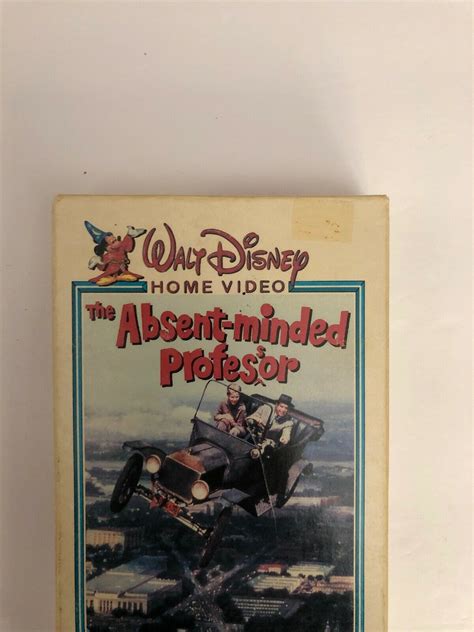 WALT DISNEY
HOME VIDEO
The Absent-minded
Professor